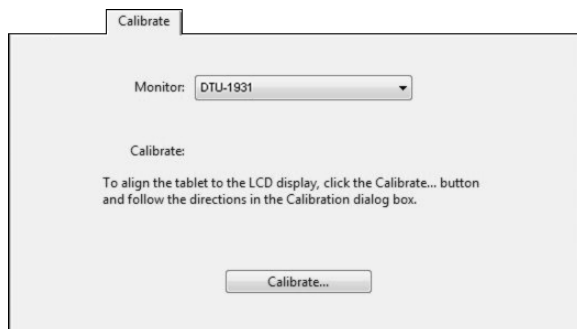 Calibrate
Monitor: DTU-1931
Calibrate:
To align the tablet to the LCD display, click the Calibrate... button
and follow the directions in the Calibration dialog box.
Calibrate...